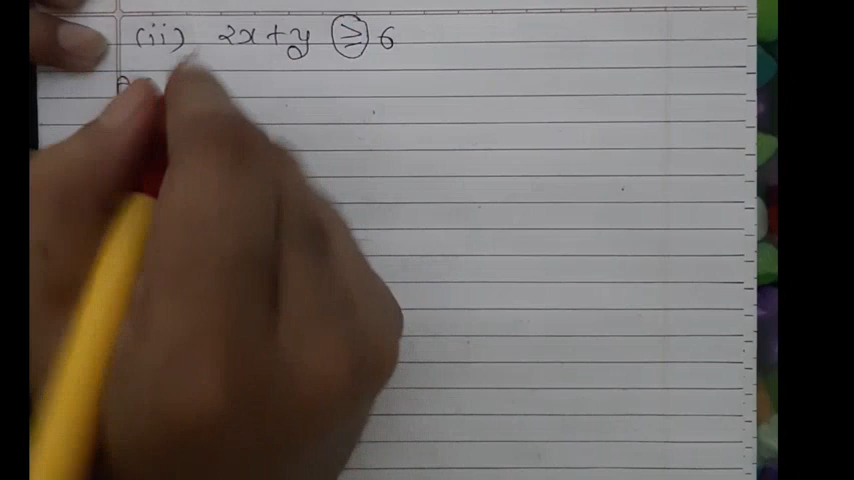 (ii) 2x + y ≥ 6